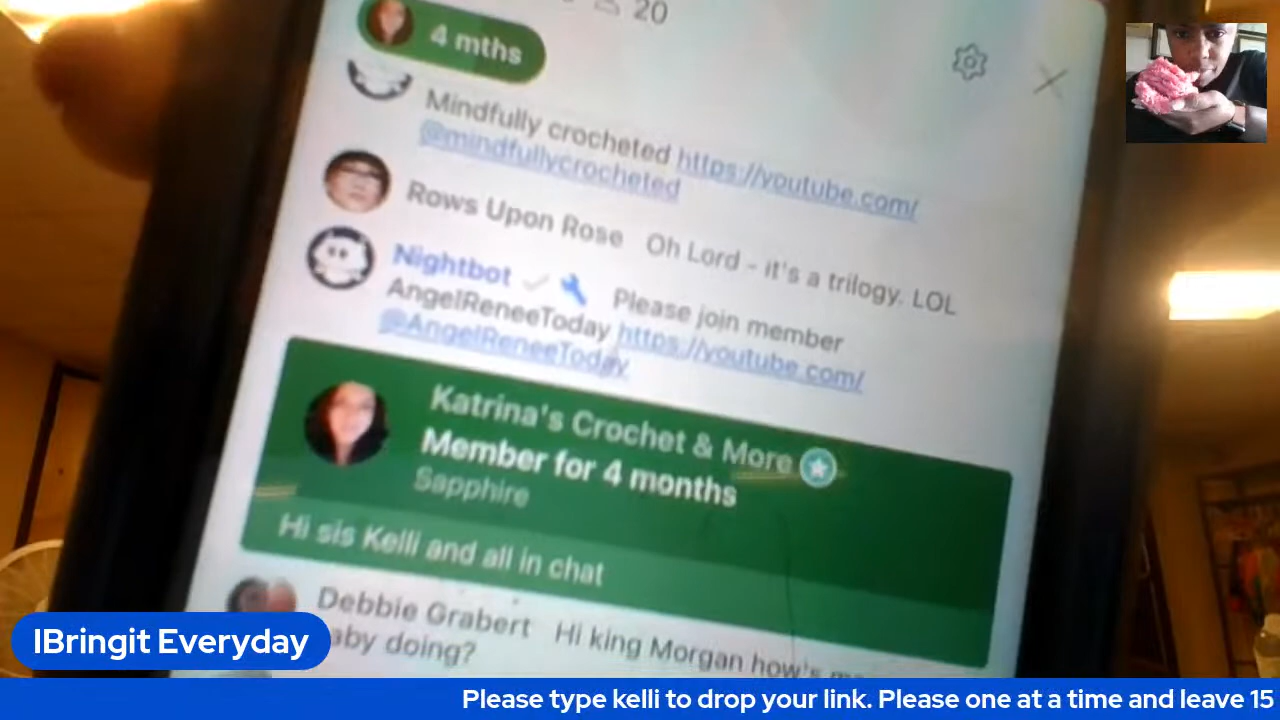 20
4 mths
Mindfully crocheted https://youtube.com/
@mindfullycrocheted
Rows Upon Rose Oh Lord - it's a trilogy. LOL
Nightbot Please join member
AngelReneeToday https://youtube.com/
@AngelReneeToday
Katrina's Crochet & More
Member for 4 months
Sapphire
Hi sis Kelli and all in chat
Debbie Grabert Hi king Morgan how's
aby doing?
IBringit Everyday
Please type kelli to drop your link. Please one at a time and leave 15